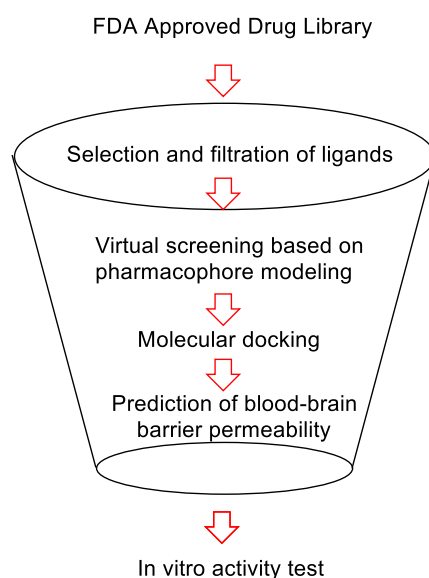 FDA Approved Drug Library
Selection and filtration of ligands
Virtual screening based on
pharmacophore modeling
Molecular docking
Prediction of blood-brain
barrier permeability
In vitro activity test